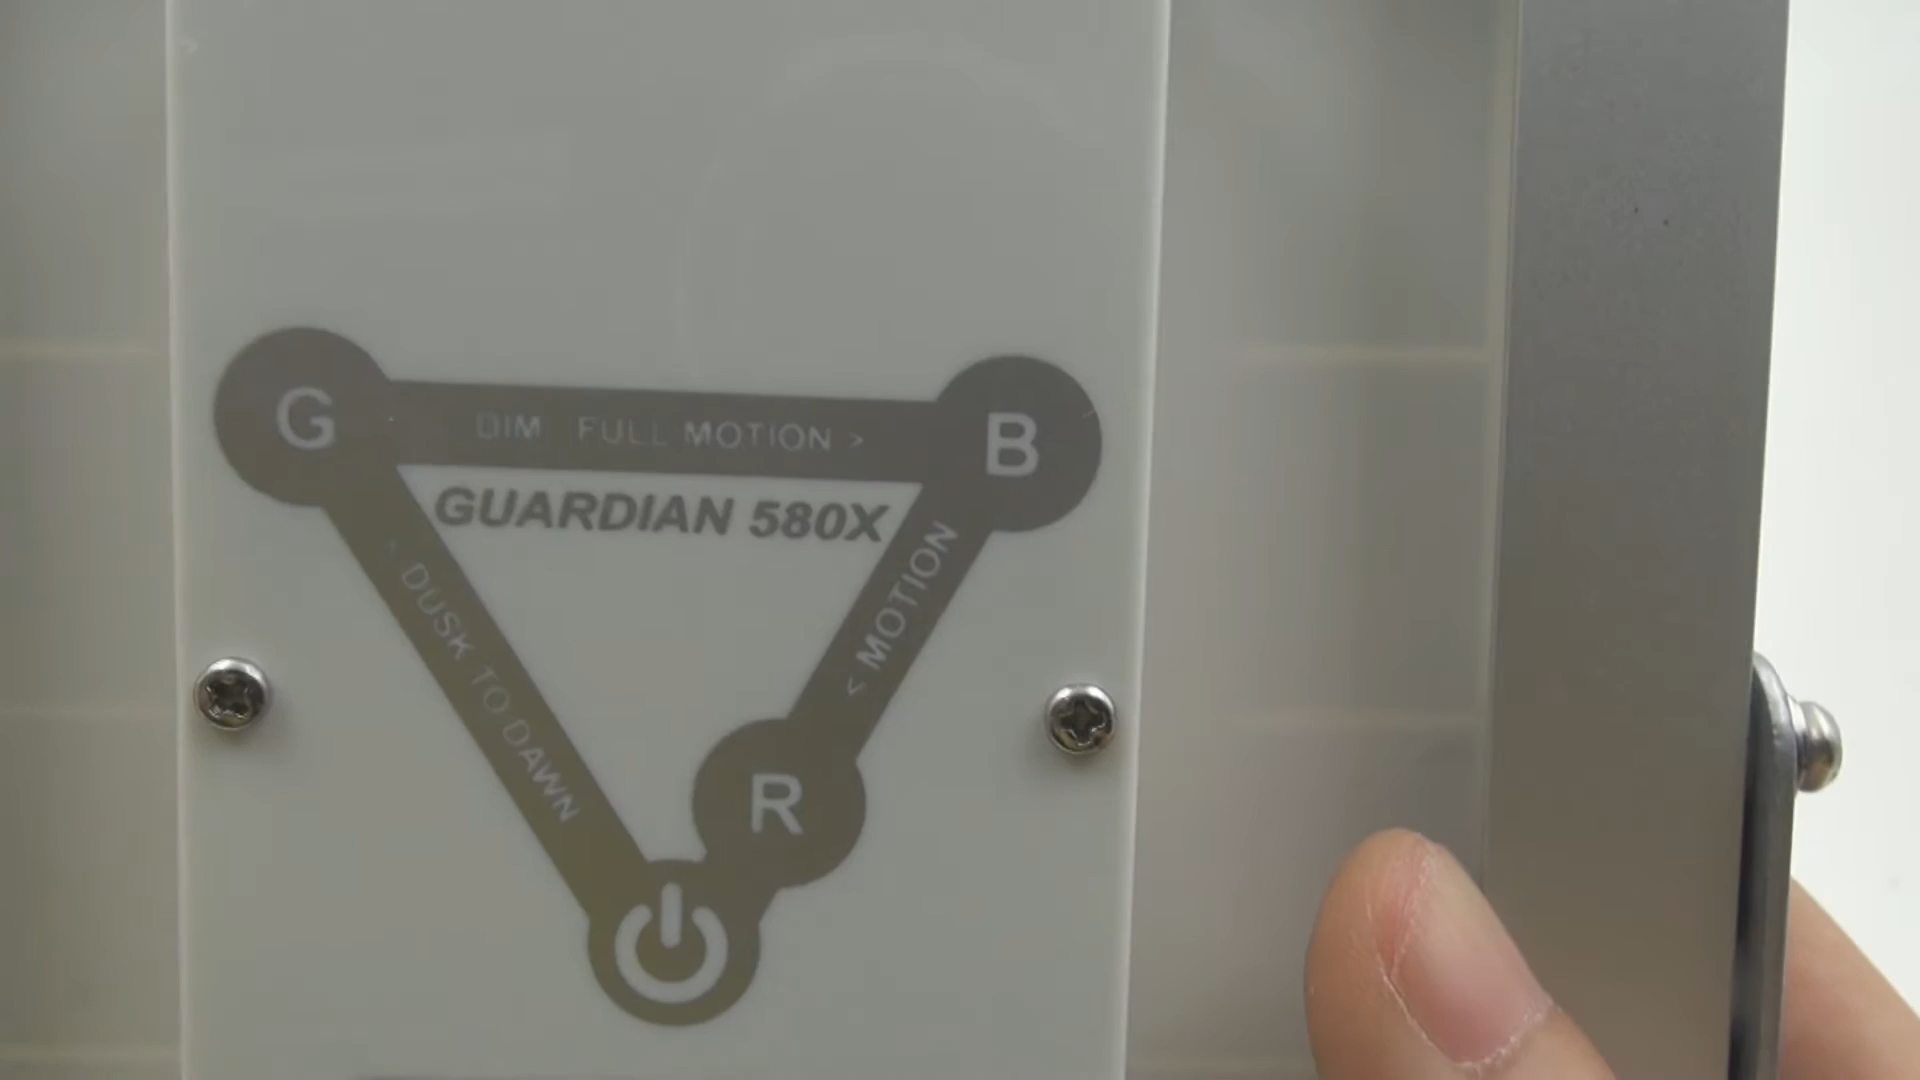 G
DIM FULL MOTION >
B
GUARDIAN 580X
< DUSK TO DAWN
< MOTION
R